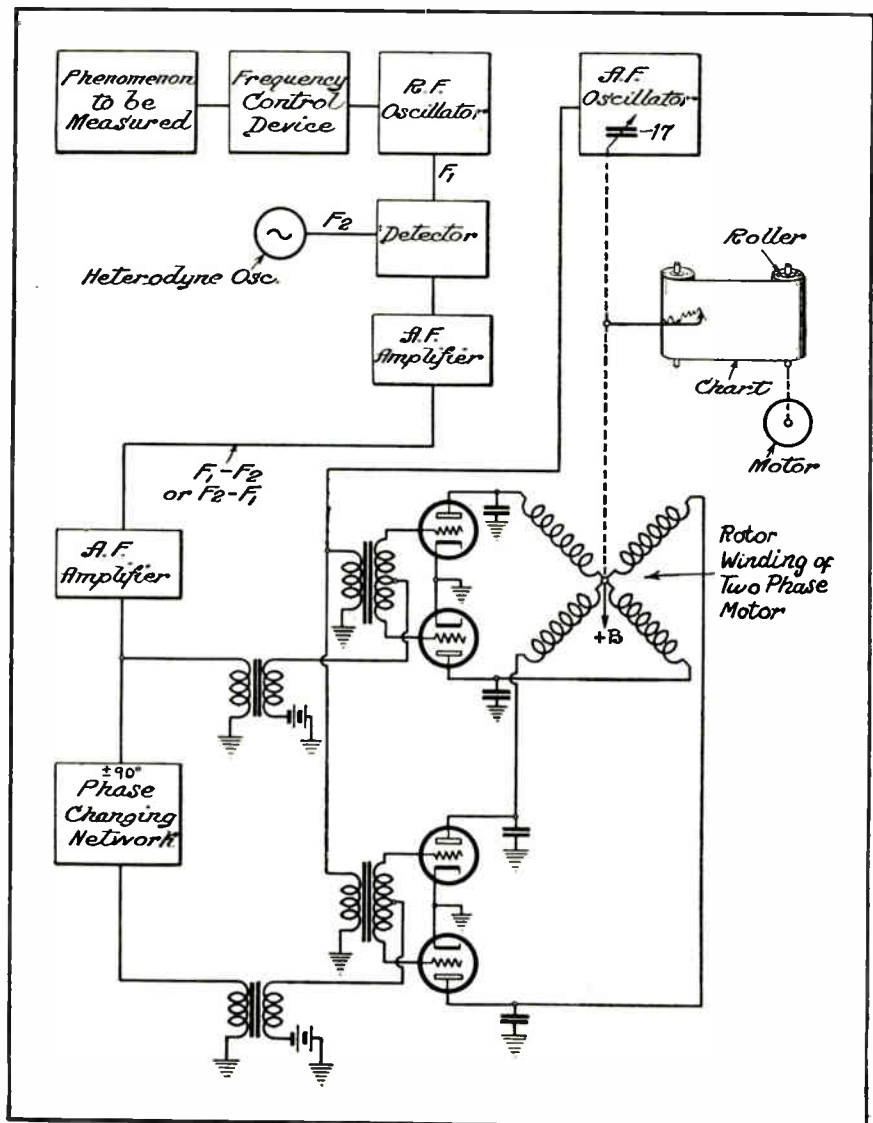 Phenomenon
to be
Measured
Frequency
Control
Device
R.F.
Oscillator
A.F.
Oscillator
-17
F1
F2
Detector
Heterodyne Osc.
Roller
A.F.
Amplifier
Chart
Motor
F1-F2
or F2-F1
A.F.
Amplifier
Rotor
Winding of
Two Phase
Motor
+B
±90°
Phase
Changing
Network